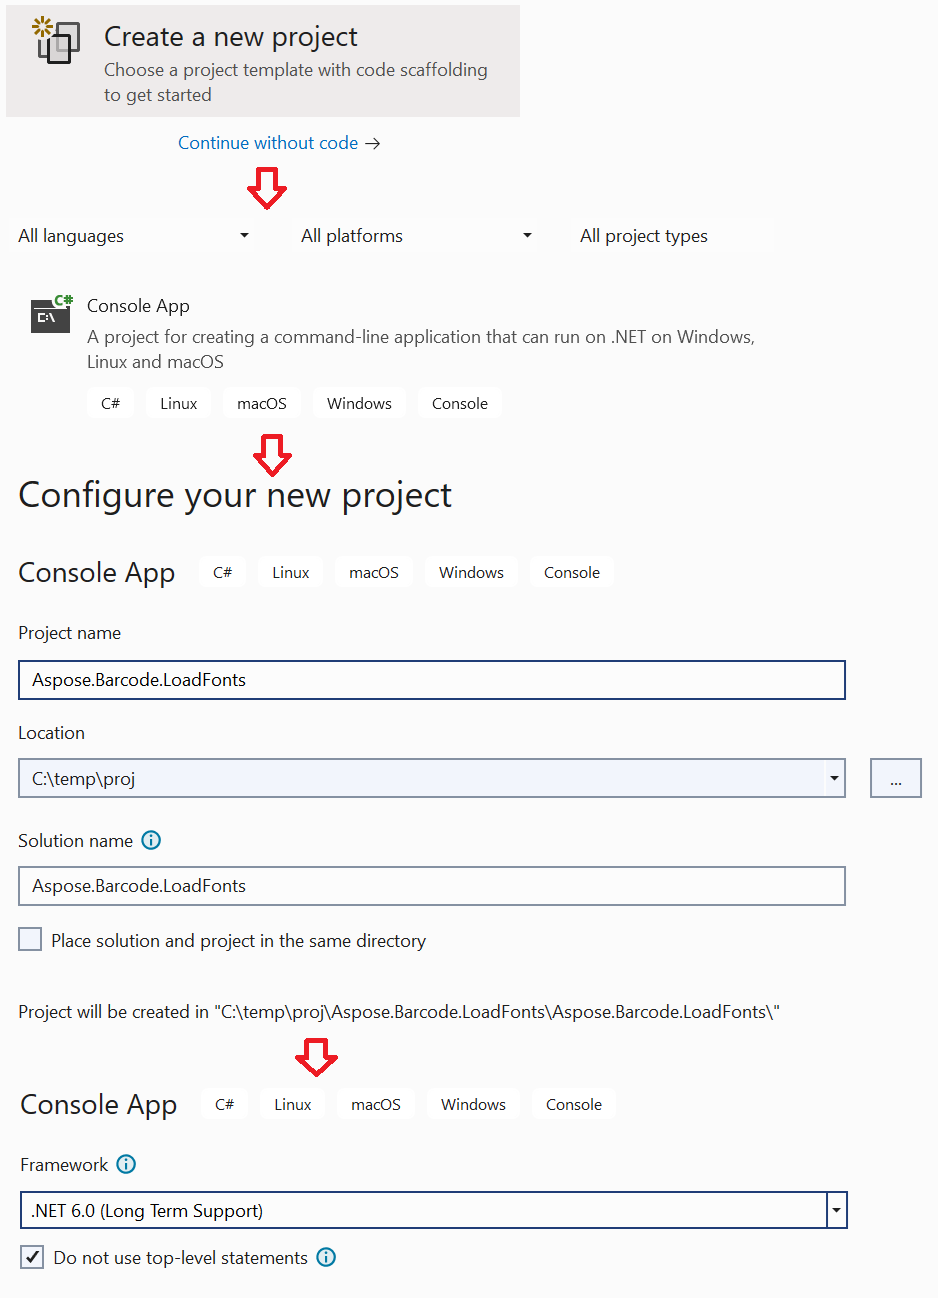 Create a new project
Choose a project template with code scaffolding
to get started
Continue without code →
All languages
All platforms
All project types
C#
C:\
Console App
A project for creating a command-line application that can run on .NET on Windows,
Linux and macOS
C#
Linux
macOS
Windows
Console
Configure your new project
Console App
C#
Linux
macOS
Windows
Console
Project name
Aspose.Barcode.LoadFonts
Location
C:\temp\proj
...
Solution name
Aspose.Barcode.LoadFonts
Place solution and project in the same directory
Project will be created in "C:\temp\proj\Aspose.Barcode.LoadFonts\Aspose.Barcode.LoadFonts\"
Console App
C#
Linux
macOS
Windows
Console
Framework
.NET 6.0 (Long Term Support)
Do not use top-level statements